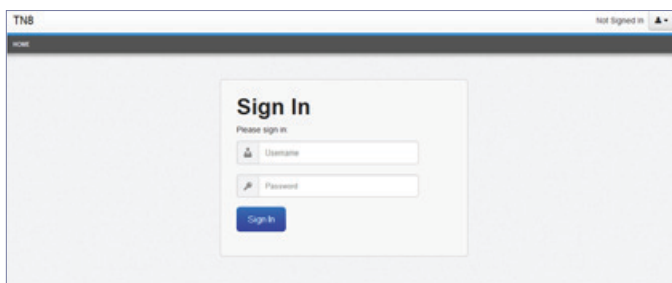 TN8
Not Signed in
HOME
Sign In
Please sign in
Username
Password
Sign In